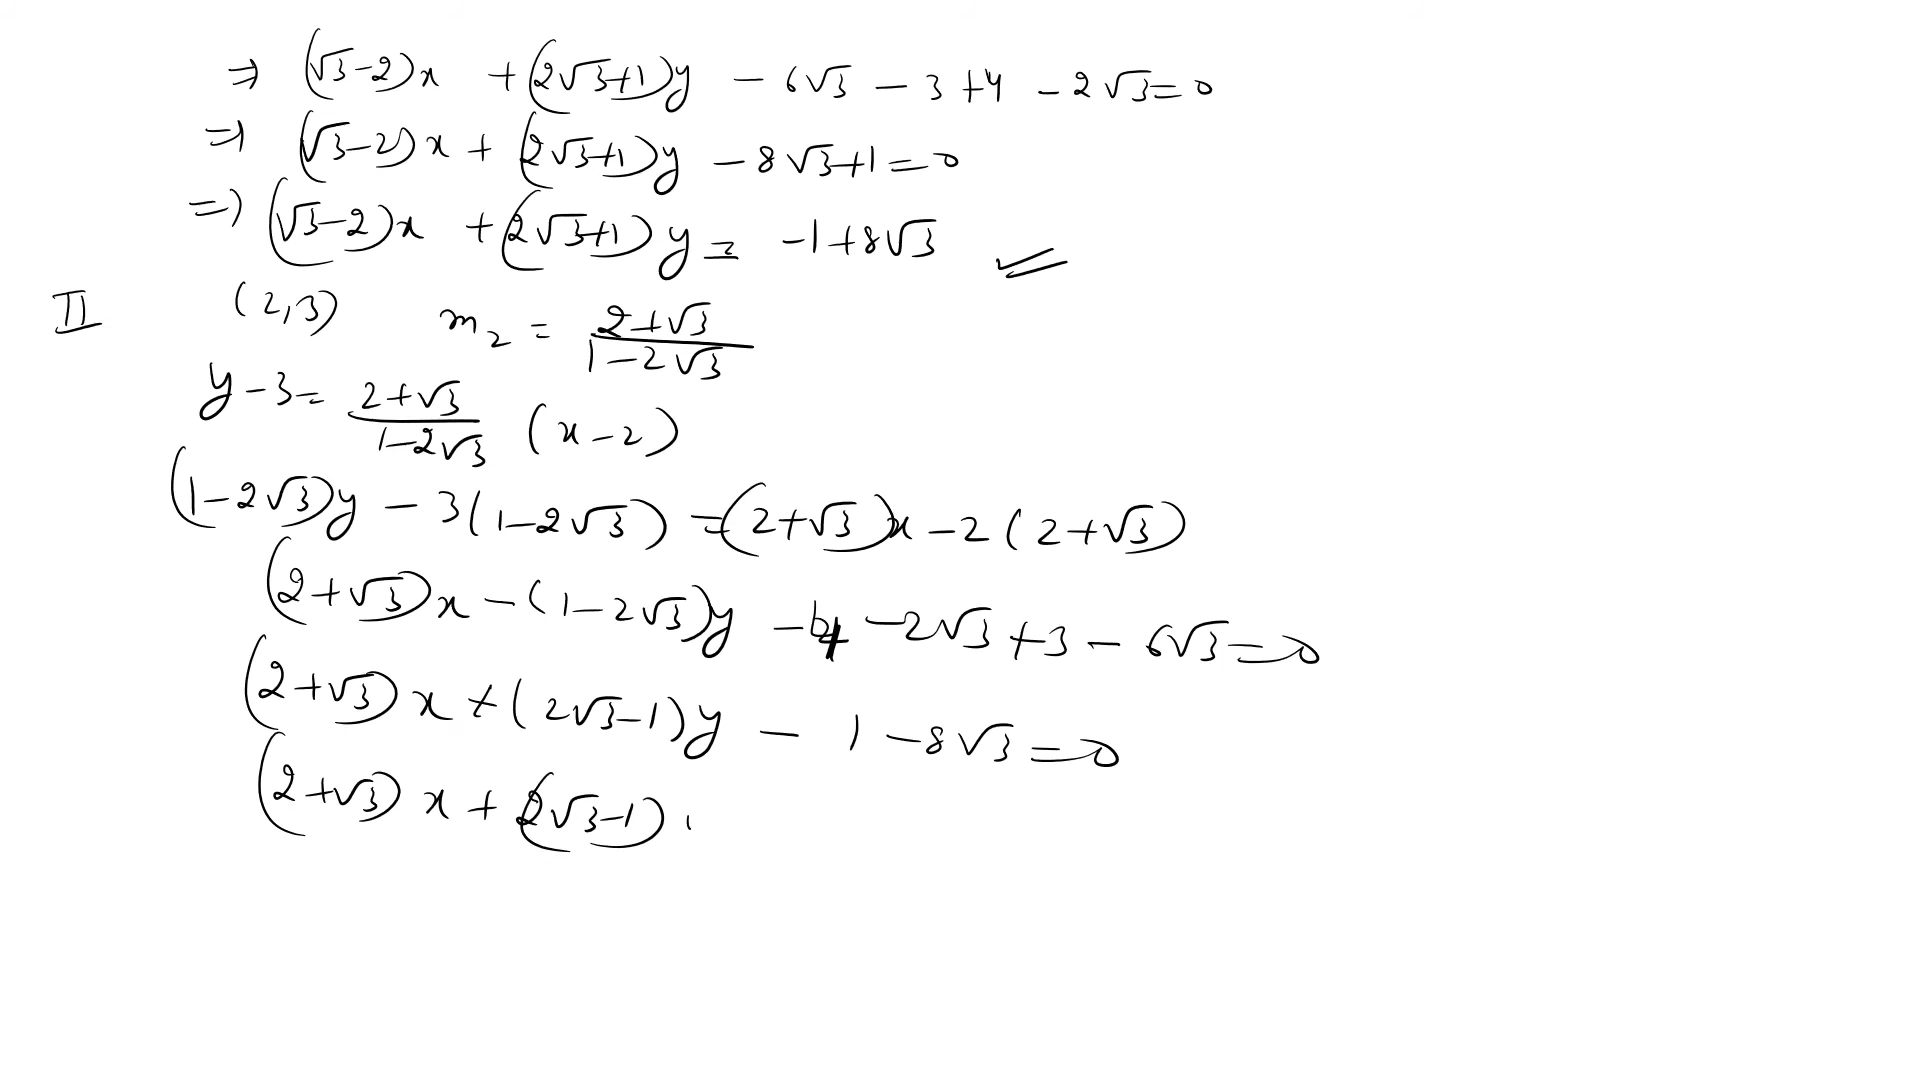 ⇒ (√3-2)x + (2√3+1)y - 6√3 - 3 + 4 - 2√3 = 0
⇒ (√3-2)x + (2√3+1)y - 8√3+1 = 0
⇒ (√3-2)x + (2√3+1)y = -1+8√3
II (2,3) m₂ = (2+√3)/(1-2√3)
y-3 = (2+√3)/(1-2√3) (x-2)
(1-2√3)y - 3(1-2√3) = (2+√3)x - 2(2+√3)
(2+√3)x - (1-2√3)y - 4 - 2√3 + 3 - 6√3 = 0
(2+√3)x + (2√3-1)y - 1 - 8√3 = 0
(2+√3)x + (2√3-1)